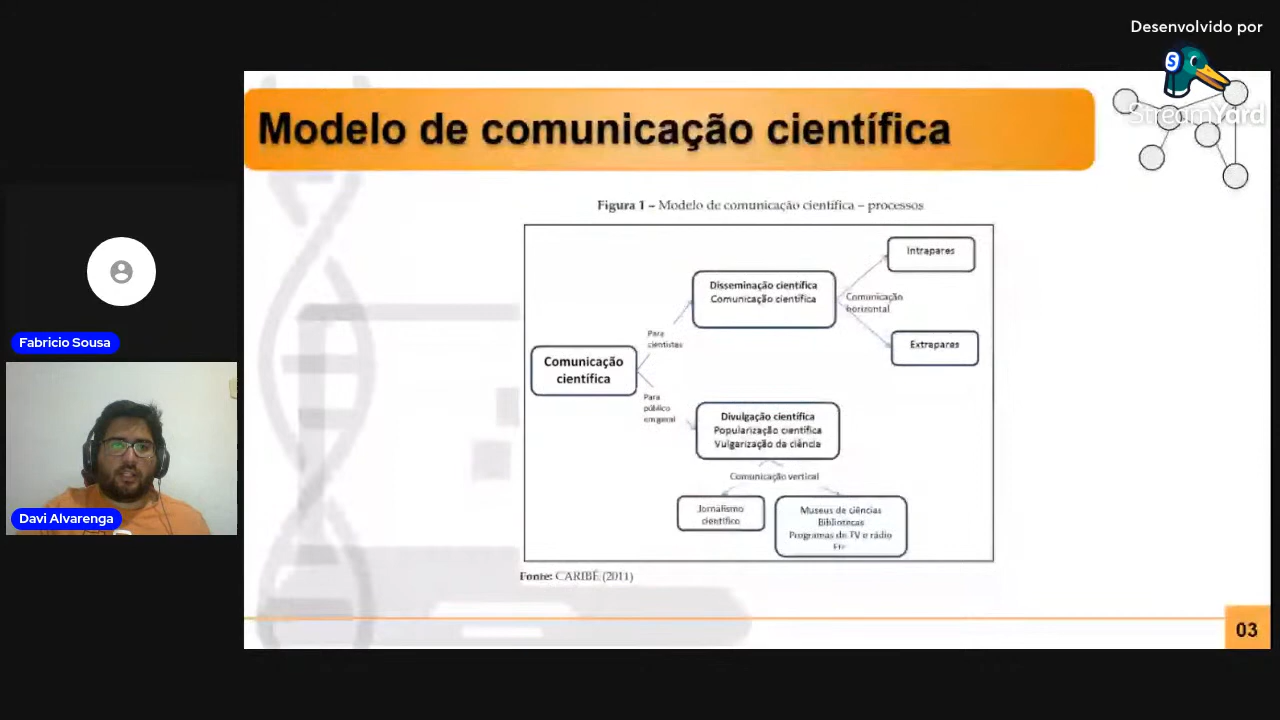 Desenvolvido por
StreamYard
Modelo de comunicação científica
Figura 1 – Modelo de comunicação científica – processos
Intrapares
Disseminação científica
Comunicação científica
Comunicação
horizontal
Para
cientistas
Extrapares
Comunicação
científica
Para
público
em geral
Divulgação científica
Popularização científica
Vulgarização da ciência
Comunicação vertical
Jornalismo
científico
Museus de ciências
Bibliotecas
Programas de TV e rádio
Etc
Fonte: CARIBÉ (2011)
03
Fabricio Sousa
Davi Alvarenga